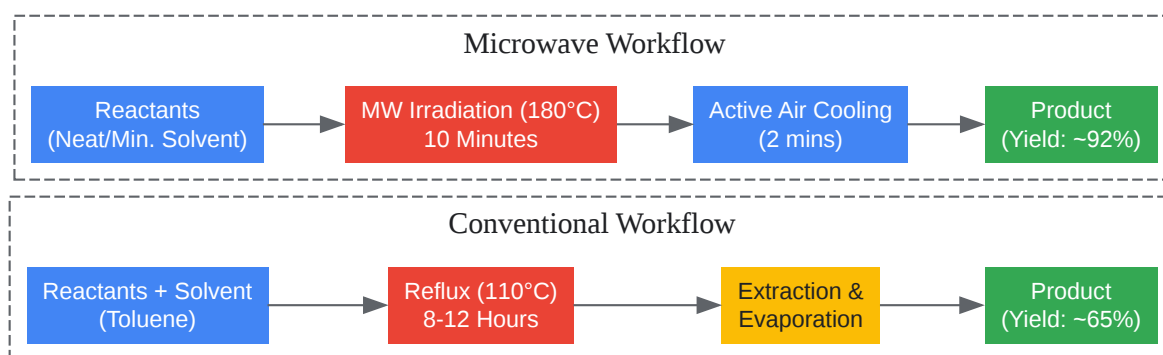 Microwave Workflow
Reactants
(Neat/Min. Solvent)
MW Irradiation (180°C)
10 Minutes
Active Air Cooling
(2 mins)
Product
(Yield: ~92%)
Conventional Workflow
Reactants + Solvent
(Toluene)
Reflux (110°C)
8-12 Hours
Extraction &
Evaporation
Product
(Yield: ~65%)